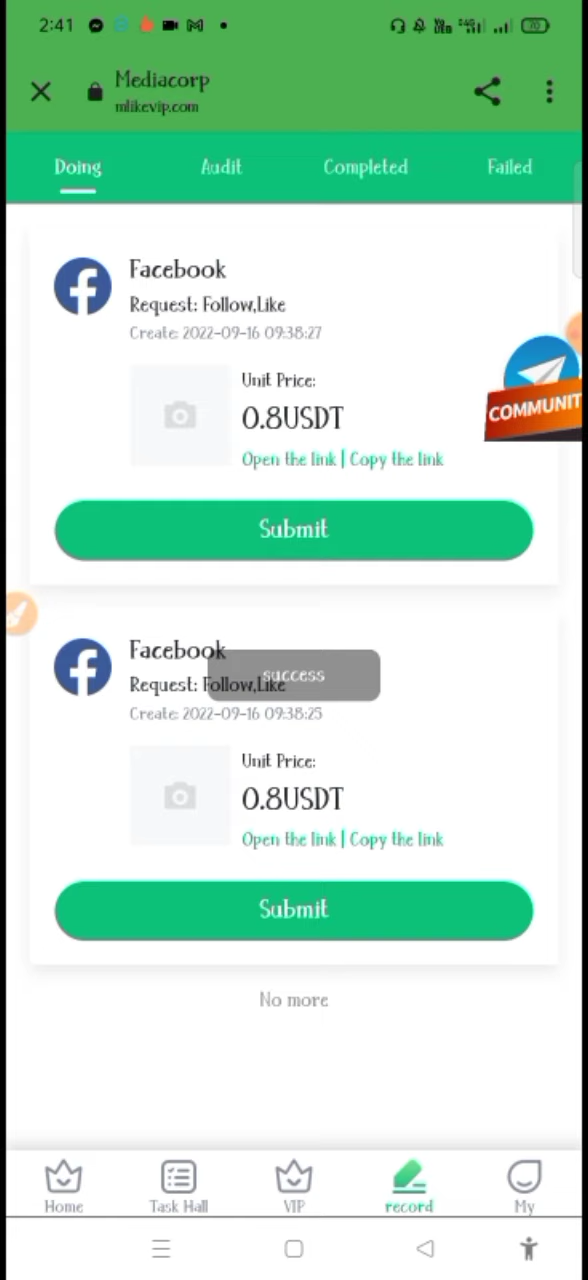 2:41
70
Mediacorp
mlikevip.com
Doing Audit Completed Failed
Facebook
Request: Follow,Like
Create: 2022-09-16 09:38:27
Unit Price:
0.8USDT
Open the link | Copy the link
COMMUNIT
Submit
Facebook
success
Request: Follow,Like
Create: 2022-09-16 09:38:25
Unit Price:
0.8USDT
Open the link | Copy the link
Submit
No more
Home Task Hall VIP record My